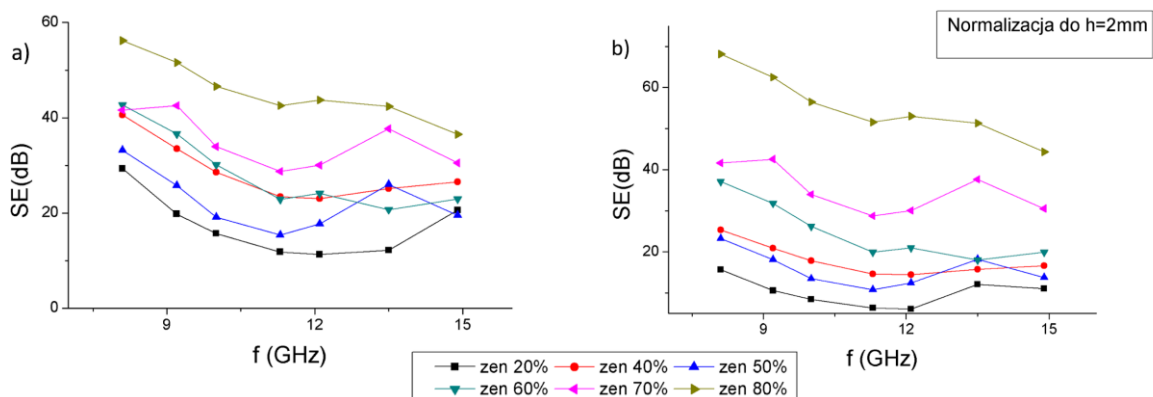 a)
60
40
20
0
SE(dB)
9
12
15
f (GHz)
b)
Normalizacja do h=2mm
60
40
20
SE(dB)
9
12
15
f (GHz)
zen 20%
zen 40%
zen 50%
zen 60%
zen 70%
zen 80%